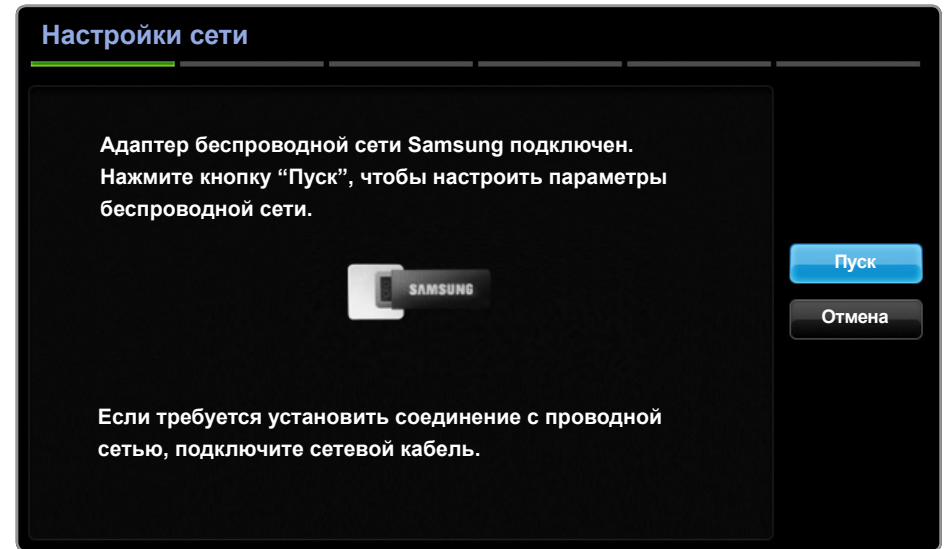 Настройки сети
Адаптер беспроводной сети Samsung подключен.
Нажмите кнопку “Пуск”, чтобы настроить параметры
беспроводной сети.
SAMSUNG
Пуск
Отмена
Если требуется установить соединение с проводной
сетью, подключите сетевой кабель.